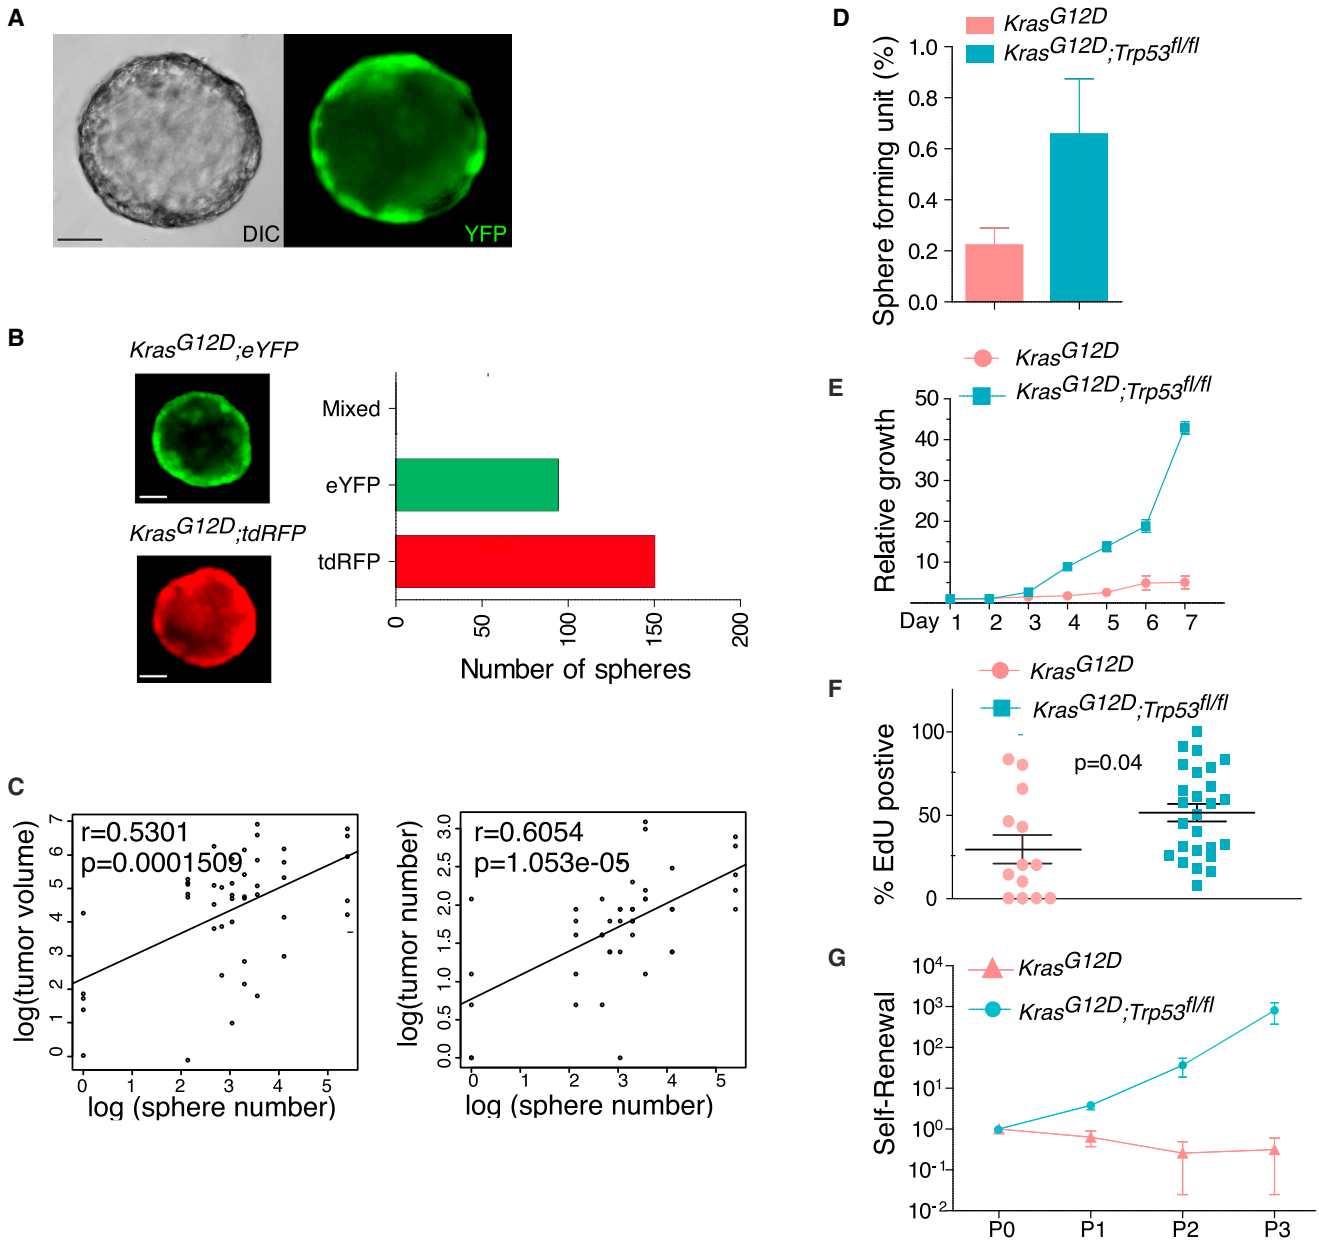 A
DIC
YFP
B
KrasG12D;eYFP
KrasG12D;tdRFP
Mixed
eYFP
tdRFP
0
50
100
150
200
Number of spheres
C
r=0.5301
p=0.0001509
log(tumor volume)
7
6
5
4
3
2
1
0
0 1 2 3 4 5
log (sphere number)
r=0.6054
p=1.053e-05
log(tumor number)
3.0
2.5
2.0
1.5
1.0
0.5
0.0
0 1 2 3 4 5
log (sphere number)
D
KrasG12D
KrasG12D;Trp53fl/fl
Sphere forming unit (%)
1.0
0.8
0.6
0.4
0.2
0.0
E
KrasG12D
KrasG12D;Trp53fl/fl
Relative growth
50
40
30
20
10
Day 1 2 3 4 5 6 7
F
KrasG12D
KrasG12D;Trp53fl/fl
% EdU postive
100
50
0
p=0.04
G
KrasG12D
KrasG12D;Trp53fl/fl
Self-Renewal
104
103
102
101
100
10-1
10-2
P0 P1 P2 P3